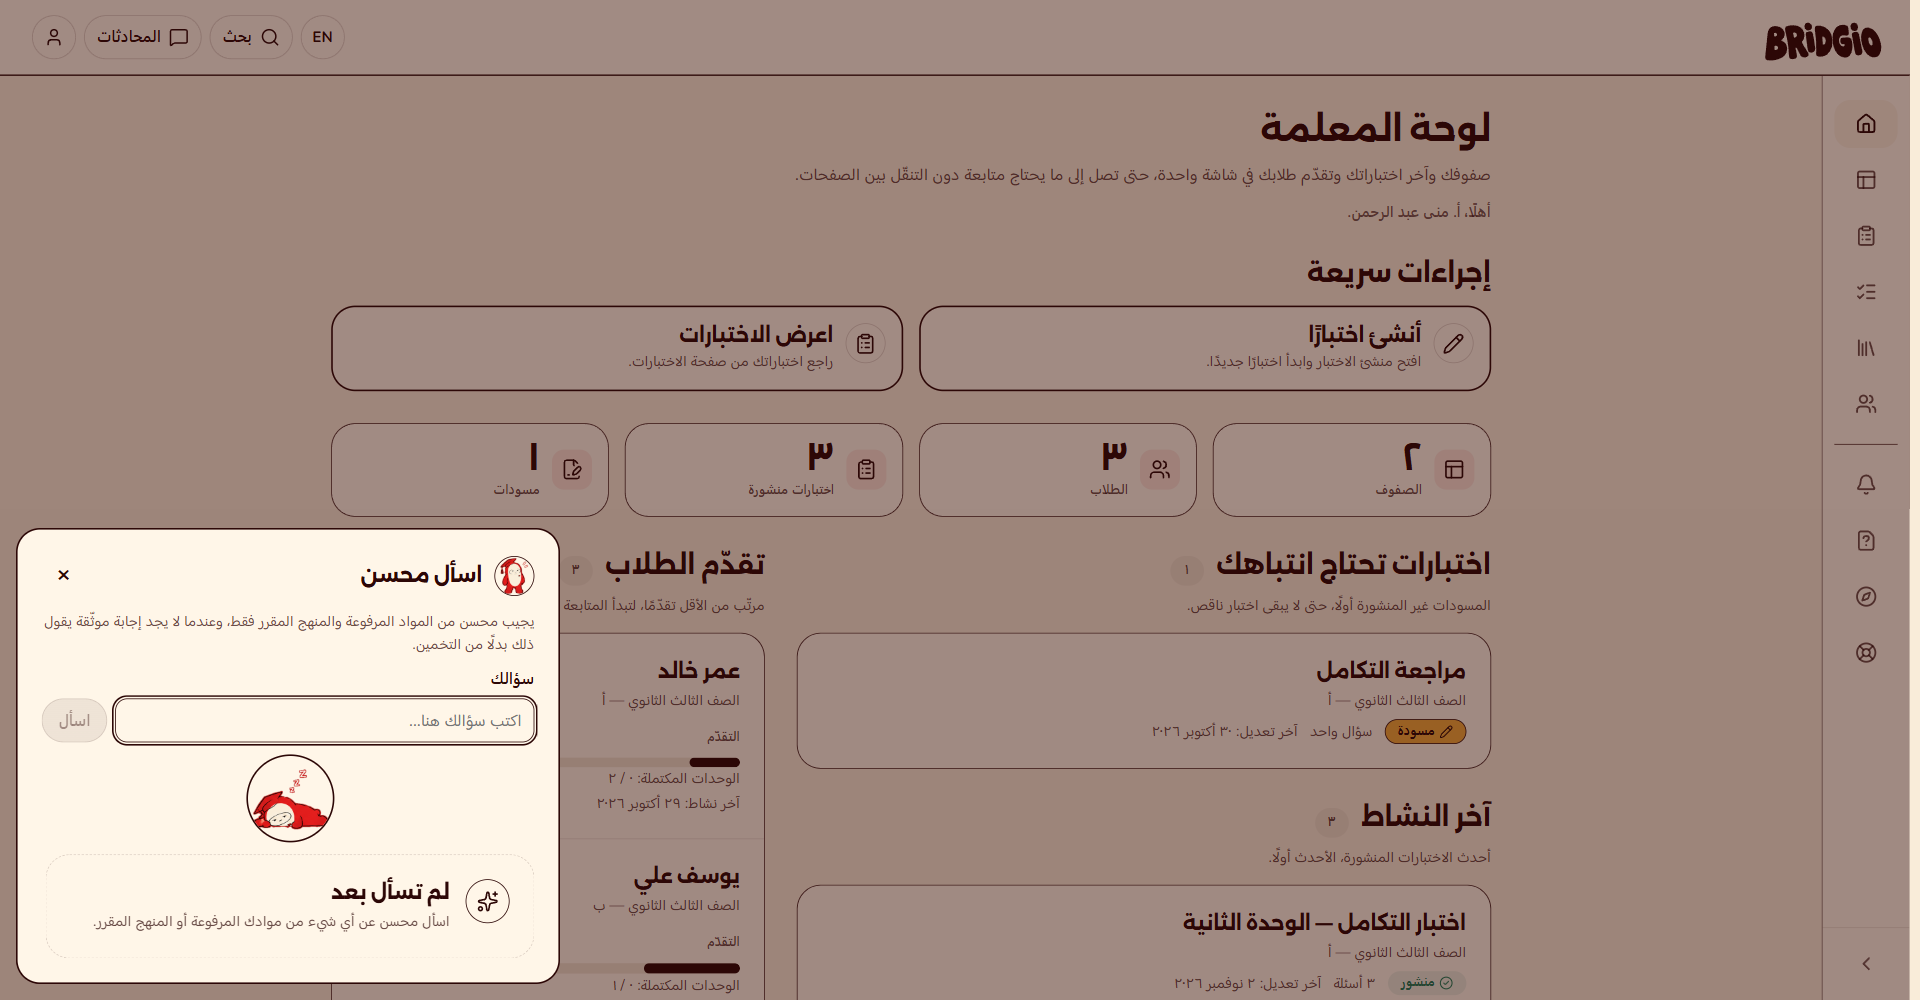 BRiDGiO
EN
بحث
المحادثات
لوحة المعلمة
صفوفك وآخر اختباراتك وتقدّم طلابك في شاشة واحدة، حتى تصل إلى ما يحتاج متابعة دون التنقّل بين الصفحات.
أهلًا، أ. منى عبد الرحمن.
إجراءات سريعة
أنشئ اختبارًا
افتح منشئ الاختبار وابدأ اختبارًا جديدًا.
اعرض الاختبارات
راجع اختباراتك من صفحة الاختبارات.
٢
الصفوف
٣
الطلاب
٣
اختبارات منشورة
١
مسودات
اختبارات تحتاج انتباهك ١
المسودات غير المنشورة أولًا، حتى لا يبقى اختبار ناقص.
مراجعة التكامل
الصف الثالث الثانوي — أ
مسودة سؤال واحد آخر تعديل: ٣٠ أكتوبر ٢٠٢٦
آخر النشاط ٣
أحدث الاختبارات المنشورة، الأحدث أولًا.
اختبار التكامل — الوحدة الثانية
الصف الثالث الثانوي — أ
منشور ٣ أسئلة آخر تعديل: ٢ نوفمبر ٢٠٢٦
تقدّم الطلاب ٣
مرتّب من الأقل تقدّمًا، لتبدأ المتابعة
عمر خالد
الصف الثالث الثانوي — أ
التقدّم
الوحدات المكتملة: ٠ / ٢
آخر نشاط: ٢٩ أكتوبر ٢٠٢٦
يوسف علي
الصف الثالث الثانوي — ب
التقدّم
الوحدات المكتملة: ٠ / ١
اسأل محسن
يجيب محسن من المواد المرفوعة والمنهج المقرر فقط، وعندما لا يجد إجابة موثّقة يقول
ذلك بدلًا من التخمين.
سؤالك
اكتب سؤالك هنا...
اسأل
لم تسأل بعد
اسأل محسن عن أي شيء من موادك المرفوعة أو المنهج المقرر.